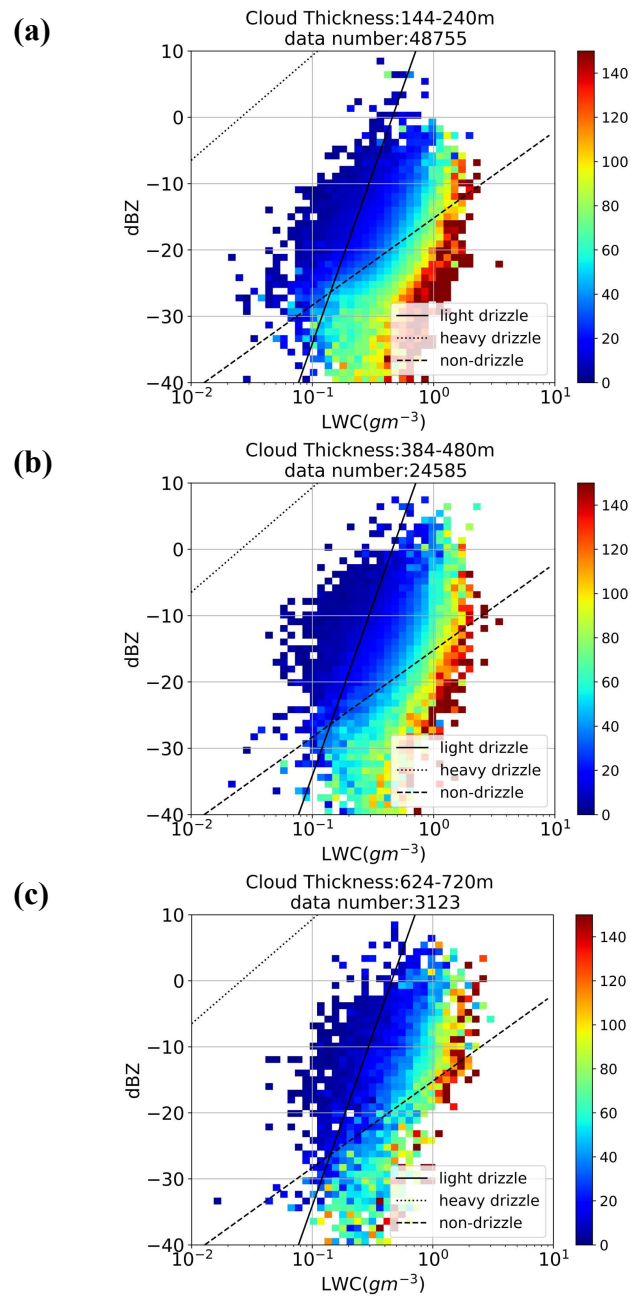 (a)
Cloud Thickness:144-240m
data number:48755
10
0
−10
−20
−30
−40
dBZ
10⁻²
10⁻¹
10⁰
10¹
LWC(gm⁻³)
light drizzle
heavy drizzle
non-drizzle
140
120
100
80
60
40
20
0
(b)
Cloud Thickness:384-480m
data number:24585
10
0
−10
−20
−30
−40
dBZ
10⁻²
10⁻¹
10⁰
10¹
LWC(gm⁻³)
light drizzle
heavy drizzle
non-drizzle
140
120
100
80
60
40
20
0
(c)
Cloud Thickness:624-720m
data number:3123
10
0
−10
−20
−30
−40
dBZ
10⁻²
10⁻¹
10⁰
10¹
LWC(gm⁻³)
light drizzle
heavy drizzle
non-drizzle
140
120
100
80
60
40
20
0